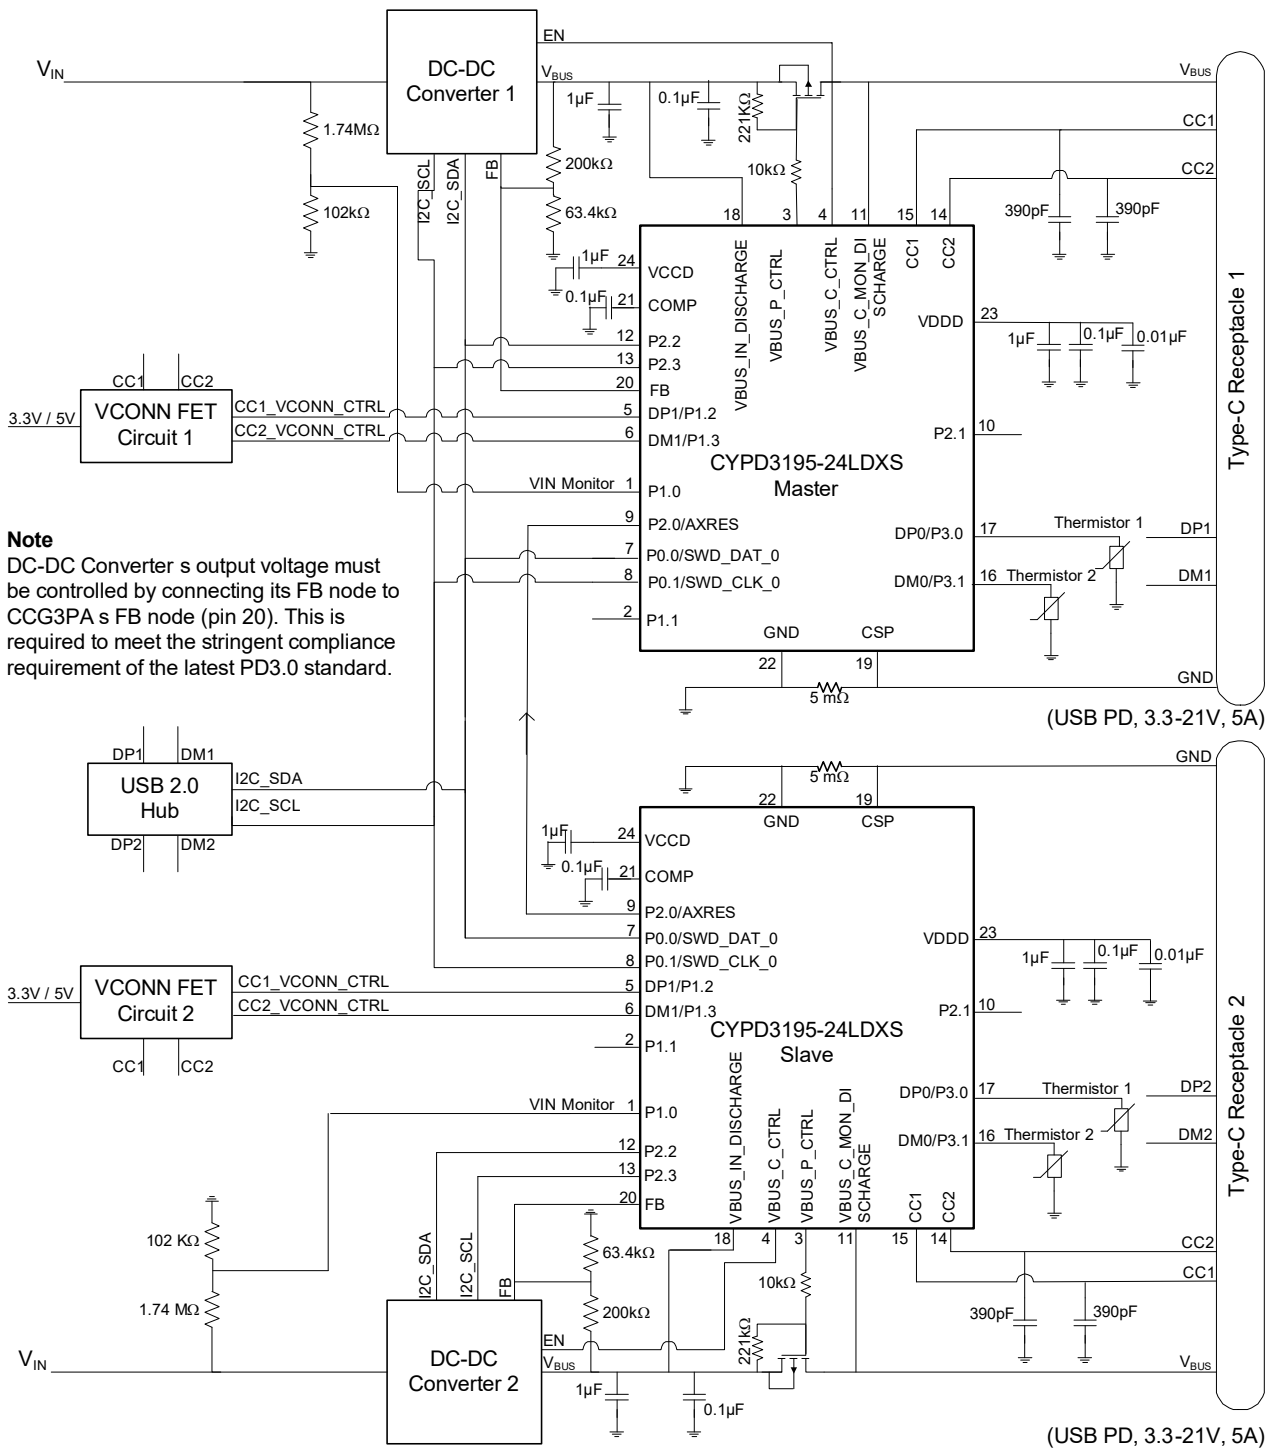 EN
V_IN
DC-DC
Converter 1
V_BUS
V_BUS
1µF
0.1µF
221KΩ
CC1
1.74MΩ
I2C_SCL
I2C_SDA
FB
200kΩ
10kΩ
CC2
102kΩ
63.4kΩ
18
3
4
11
15
14
390pF
390pF
VBUS_IN_DISCHARGE
VBUS_P_CTRL
VBUS_C_CTRL
VBUS_C_MON_DI
SCHARGE
CC1
CC2
1µF
24
VCCD
0.1µF
21
COMP
VDDD
23
1µF
0.1µF
0.01µF
12
P2.2
13
P2.3
20
FB
Type-C Receptacle 1
CC1
CC2
3.3V / 5V
VCONN FET
Circuit 1
CC1_VCONN_CTRL
CC2_VCONN_CTRL
5
DP1/P1.2
6
DM1/P1.3
P2.1
10
CYPD3195-24LDXS
Master
VIN Monitor
1
P1.0
9
P2.0/AXRES
7
P0.0/SWD_DAT_0
8
P0.1/SWD_CLK_0
2
P1.1
DP0/P3.0
17
Thermistor 1
DP1
DM0/P3.1
16
Thermistor 2
DM1
GND
CSP
22
19
5 mΩ
GND
(USB PD, 3.3-21V, 5A)
Note
DC-DC Converter s output voltage must
be controlled by connecting its FB node to
CCG3PA s FB node (pin 20). This is
required to meet the stringent compliance
requirement of the latest PD3.0 standard.
DP1
DM1
USB 2.0
Hub
I2C_SDA
I2C_SCL
DP2
DM2
GND
5 mΩ
22
19
GND
CSP
1µF
24
VCCD
0.1µF
21
COMP
9
P2.0/AXRES
7
P0.0/SWD_DAT_0
8
P0.1/SWD_CLK_0
VDDD
23
1µF
0.1µF
0.01µF
3.3V / 5V
VCONN FET
Circuit 2
CC1_VCONN_CTRL
CC2_VCONN_CTRL
CC1
CC2
5
DP1/P1.2
6
DM1/P1.3
P2.1
10
CYPD3195-24LDXS
Slave
2
P1.1
VIN Monitor
1
P1.0
12
P2.2
13
P2.3
20
FB
DP0/P3.0
17
Thermistor 1
DP2
DM0/P3.1
16
Thermistor 2
DM2
Type-C Receptacle 2
VBUS_IN_DISCHARGE
VBUS_C_CTRL
VBUS_P_CTRL
VBUS_C_MON_DI
SCHARGE
CC1
CC2
18
4
3
11
15
14
CC2
CC1
102 KΩ
1.74 MΩ
I2C_SDA
I2C_SCL
FB
63.4kΩ
200kΩ
10kΩ
221kΩ
390pF
390pF
V_IN
DC-DC
Converter 2
EN
V_BUS
V_BUS
1µF
0.1µF
(USB PD, 3.3-21V, 5A)